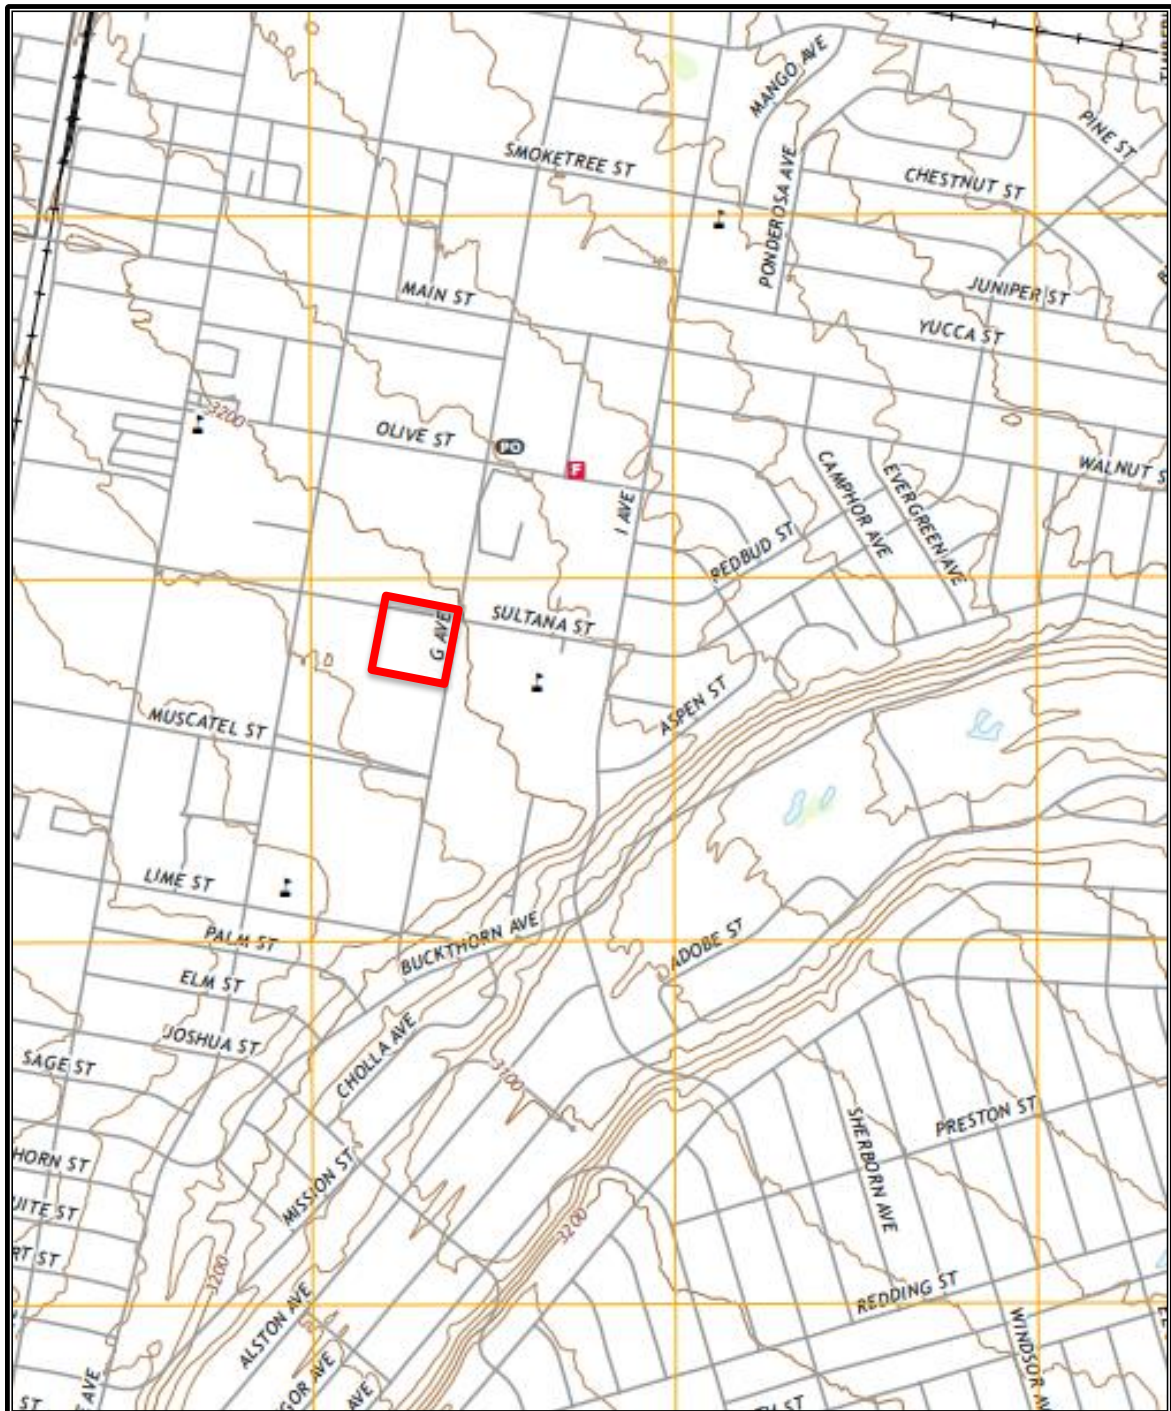 MANGO AVE
PINE ST
SMOKETREE ST
CHESTNUT ST
PONDEROSA AVE
MAIN ST
JUNIPER ST
YUCCA ST
3200
OLIVE ST
PO
F
WALNUT S
CAMPHOR AVE
EVERGREEN AVE
I AVE
REDBUD ST
SULTANA ST
G AVE
ASPEN ST
MUSCATEL ST
LIME ST
BUCKTHORN AVE
PALM ST
ADOBE ST
ELM ST
JOSHUA ST
CHOLLA AVE
SAGE ST
3100
PRESTON ST
SHERBORN AVE
HORN ST
MISSION ST
UITE ST
3200
RT ST
3200
REDDING ST
ALSTON AVE
WINDSOR AV
GOR AVE
AVE
E AVE
ST
TH ST